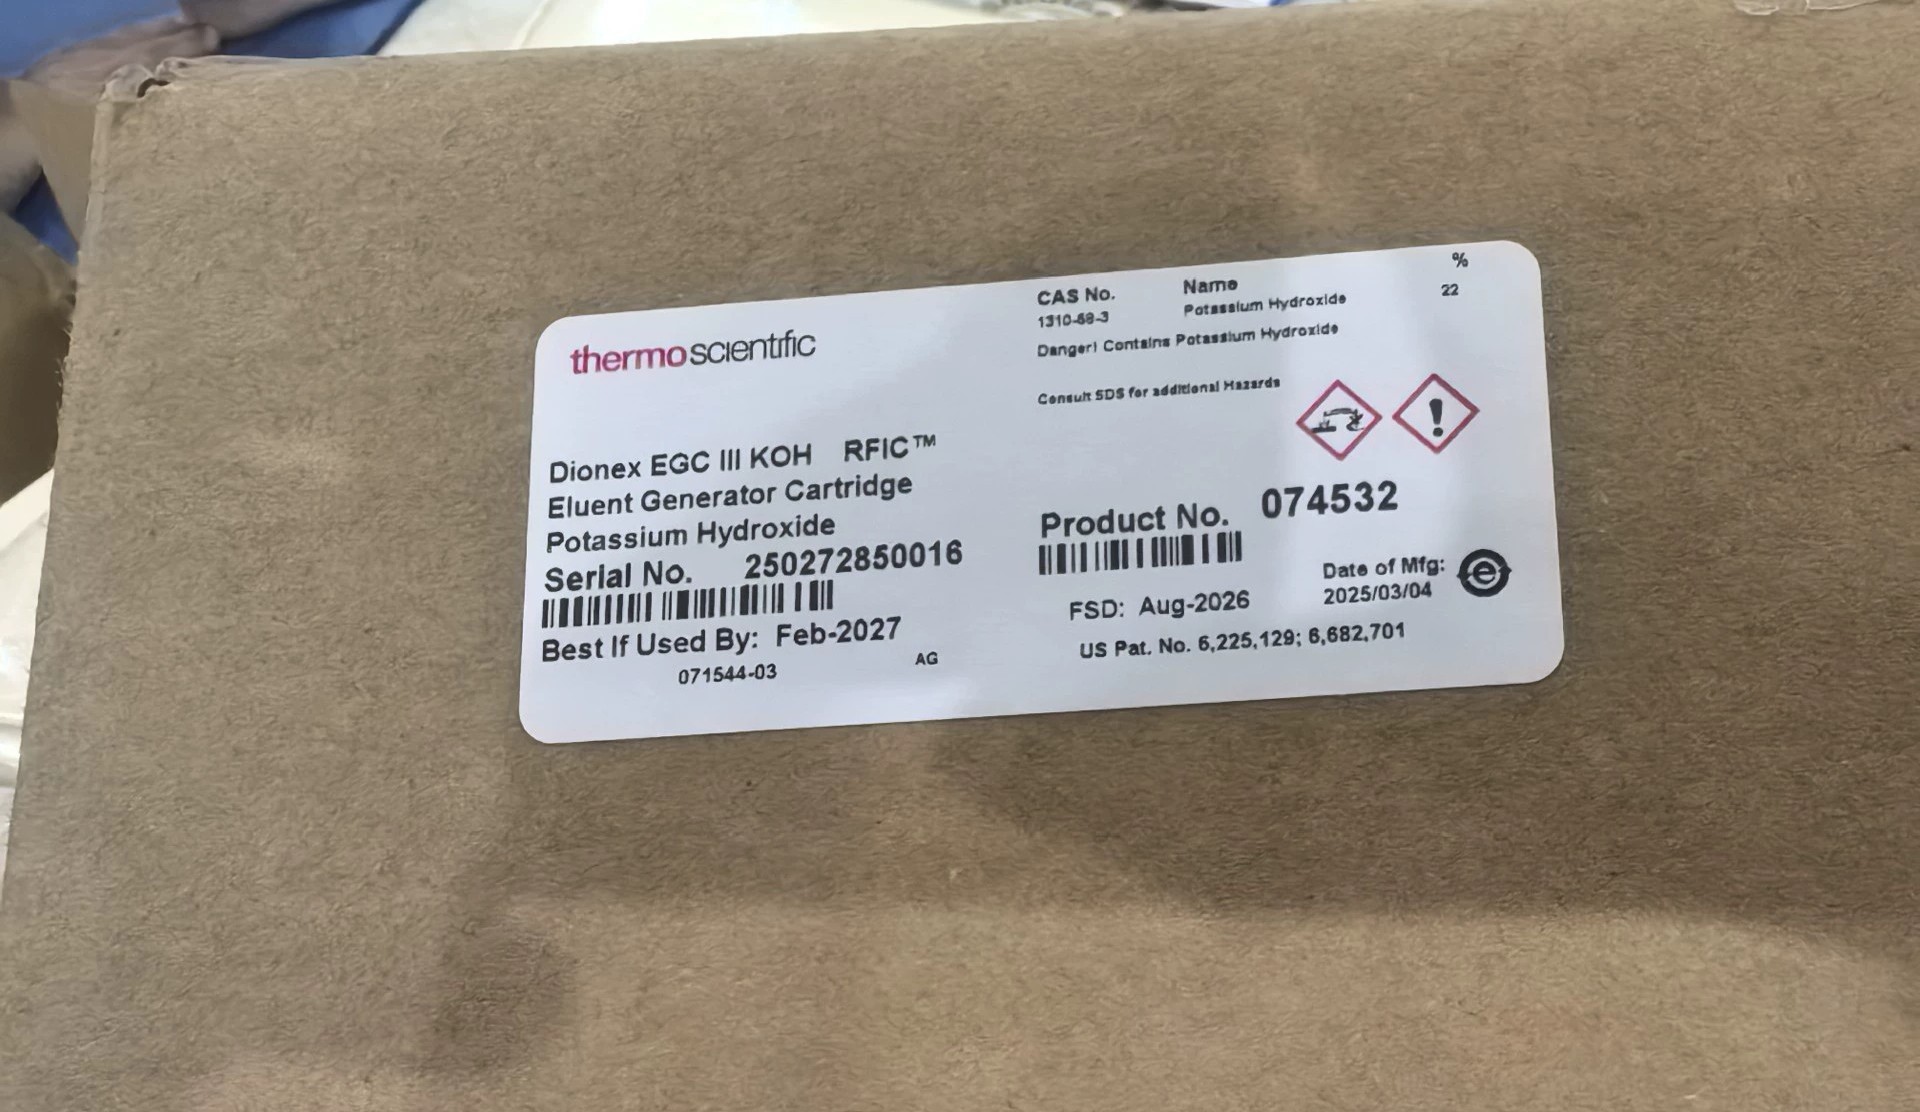 thermo scientific
CAS No. Name %
1310-58-3 Potassium Hydroxide 22
Danger! Contains Potassium Hydroxide
Consult SDS for additional Hazards
Dionex EGC III KOH RFIC™
Eluent Generator Cartridge
Potassium Hydroxide
Serial No. 250272850016
Best If Used By: Feb-2027
071544-03 AG
Product No. 074532
Date of Mfg:
2025/03/04
e
FSD: Aug-2026
US Pat. No. 6,225,129; 6,682,701